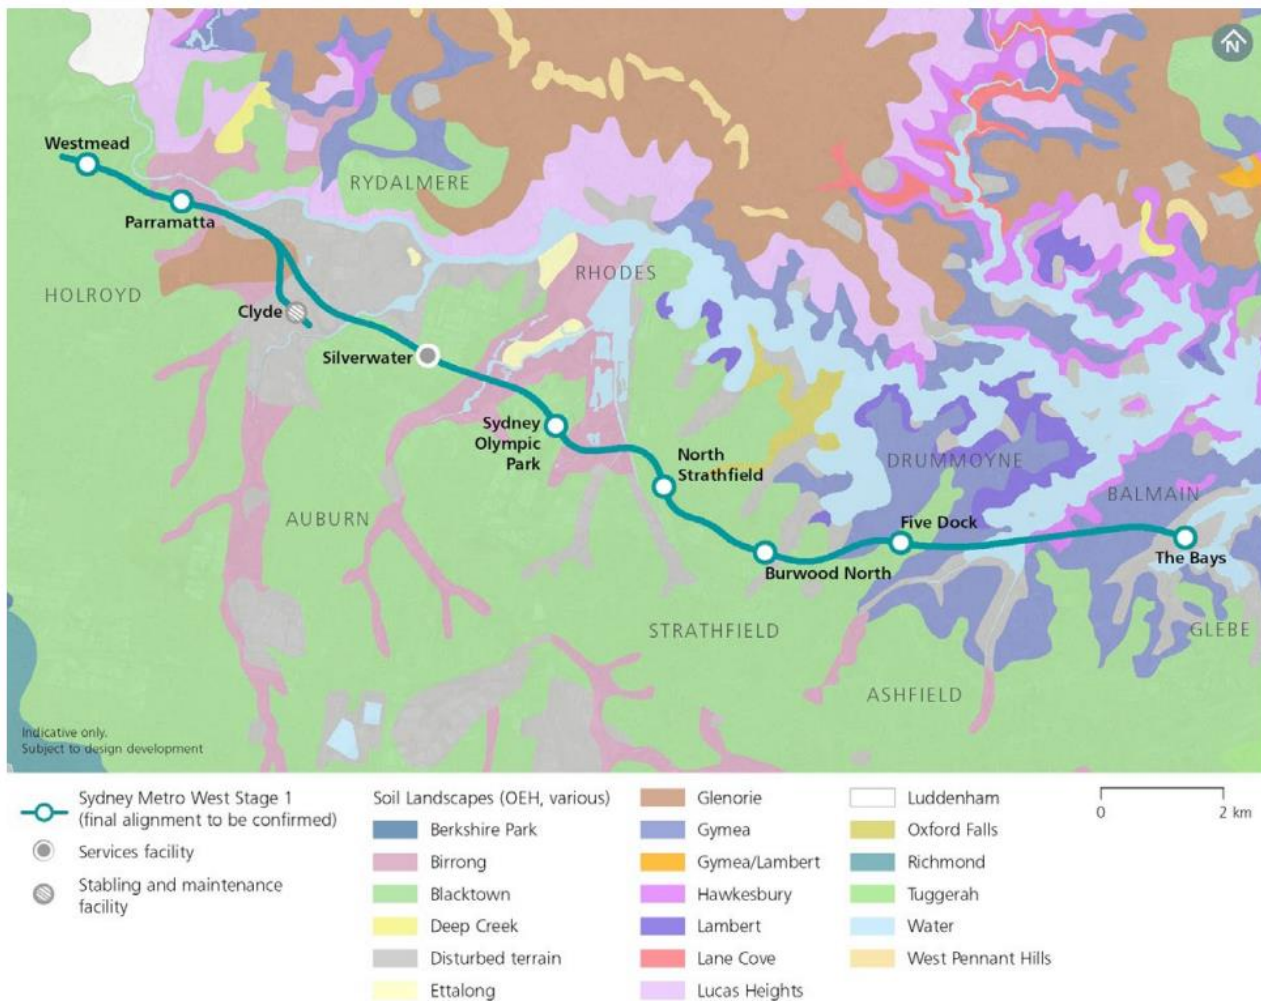 N
Westmead
RYDALMERE
Parramatta
RHODES
HOLROYD
Clyde
Silverwater
Sydney
Olympic
Park
North
Strathfield
DRUMMOYNE
BALMAIN
AUBURN
Five Dock
The Bays
Burwood North
STRATHFIELD
GLEBE
ASHFIELD
Indicative only.
Subject to design development
Sydney Metro West Stage 1
(final alignment to be confirmed)
Services facility
Stabling and maintenance
facility
Soil Landscapes (OEH, various)
Berkshire Park
Birrong
Blacktown
Deep Creek
Disturbed terrain
Ettalong
Glenorie
Gymea
Gymea/Lambert
Hawkesbury
Lambert
Lane Cove
Lucas Heights
Luddenham
Oxford Falls
Richmond
Tuggerah
Water
West Pennant Hills
0 2 km